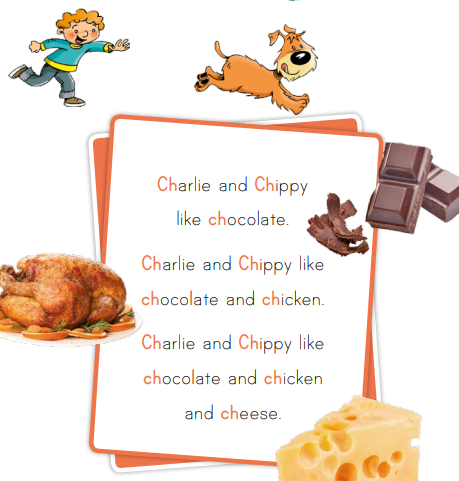 Charlie and Chippy
like chocolate.
Charlie and Chippy like
chocolate and chicken.
Charlie and Chippy like
chocolate and chicken
and cheese.